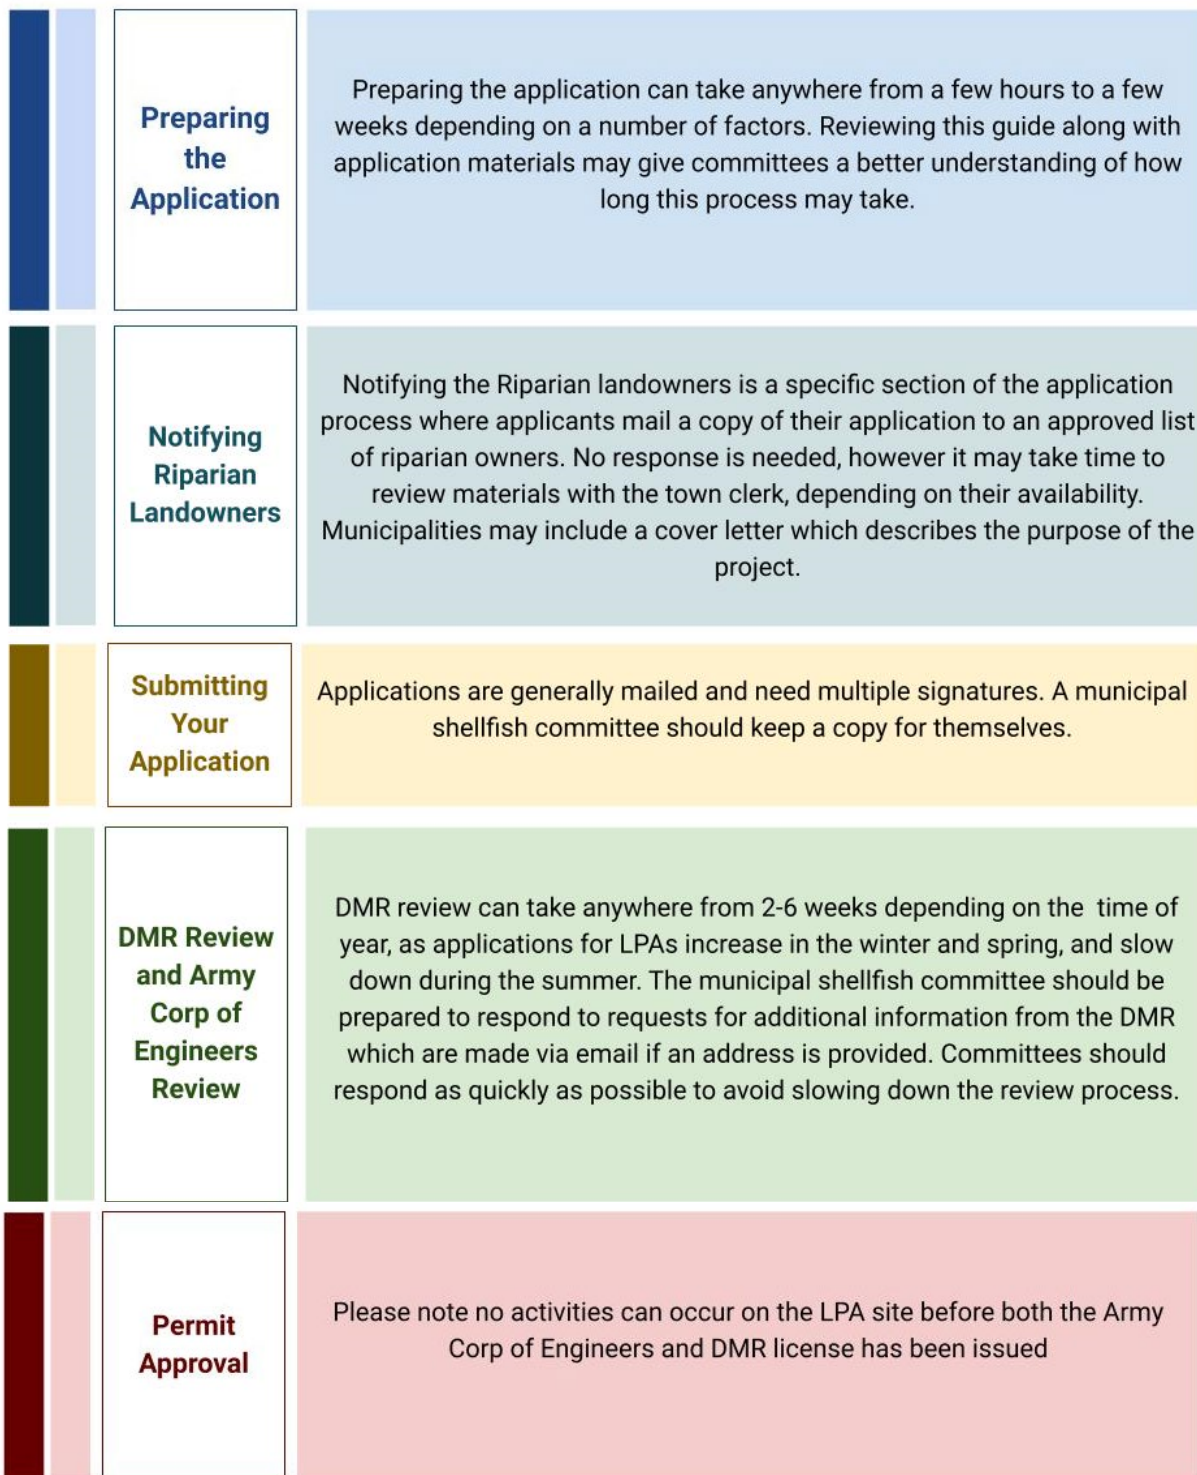 Preparing
the
Application
Preparing the application can take anywhere from a few hours to a few
weeks depending on a number of factors. Reviewing this guide along with
application materials may give committees a better understanding of how
long this process may take.
Notifying
Riparian
Landowners
Notifying the Riparian landowners is a specific section of the application
process where applicants mail a copy of their application to an approved list
of riparian owners. No response is needed, however it may take time to
review materials with the town clerk, depending on their availability.
Municipalities may include a cover letter which describes the purpose of the
project.
Submitting
Your
Application
Applications are generally mailed and need multiple signatures. A municipal
shellfish committee should keep a copy for themselves.
DMR Review
and Army
Corp of
Engineers
Review
DMR review can take anywhere from 2-6 weeks depending on the time of
year, as applications for LPAs increase in the winter and spring, and slow
down during the summer. The municipal shellfish committee should be
prepared to respond to requests for additional information from the DMR
which are made via email if an address is provided. Committees should
respond as quickly as possible to avoid slowing down the review process.
Permit
Approval
Please note no activities can occur on the LPA site before both the Army
Corp of Engineers and DMR license has been issued